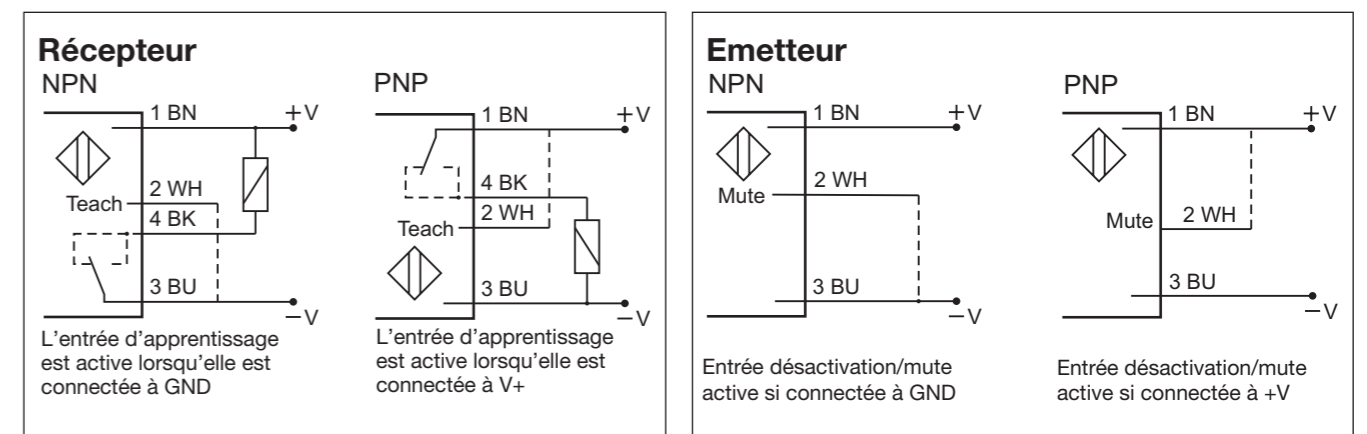 Récepteur
NPN
1 BN
+V
Teach
2 WH
4 BK
3 BU
−V
L'entrée d'apprentissage
est active lorsqu'elle est
connectée à GND
PNP
1 BN
+V
4 BK
2 WH
Teach
3 BU
−V
L'entrée d'apprentissage
est active lorsqu'elle est
connectée à V+
Emetteur
NPN
1 BN
+V
2 WH
Mute
3 BU
−V
Entrée désactivation/mute
active si connectée à GND
PNP
1 BN
+V
Mute
2 WH
3 BU
−V
Entrée désactivation/mute
active si connectée à +V